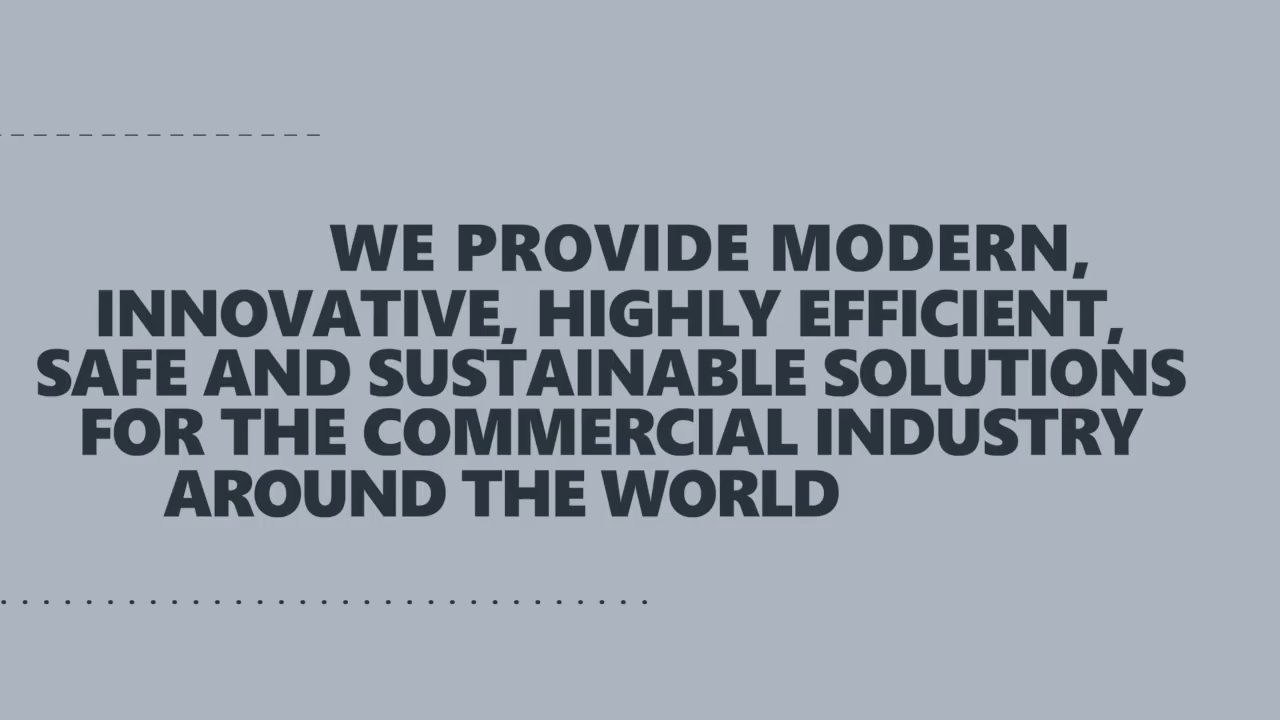 WE PROVIDE MODERN,
INNOVATIVE, HIGHLY EFFICIENT,
SAFE AND SUSTAINABLE SOLUTIONS
FOR THE COMMERCIAL INDUSTRY
AROUND THE WORLD